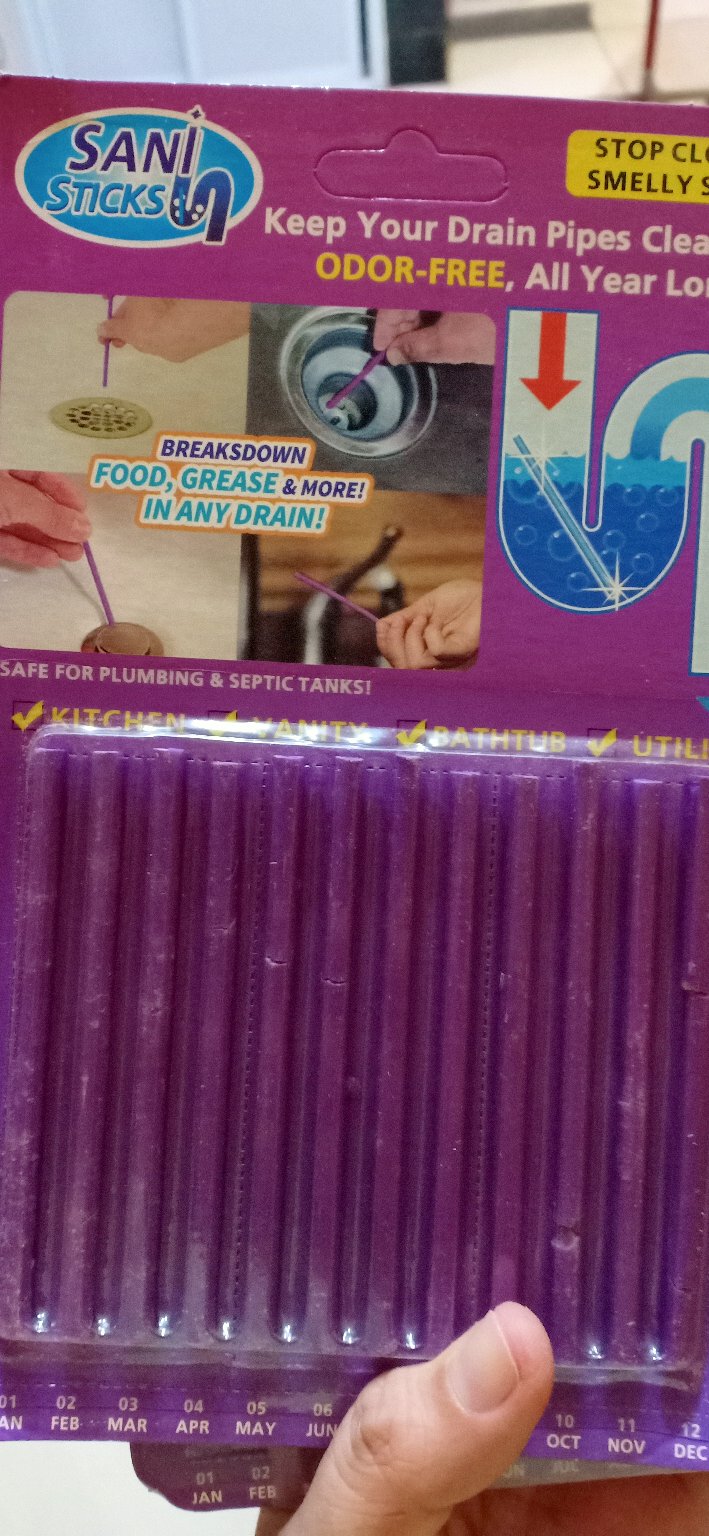 SANI
STICKS
STOP CLO
SMELLY S
Keep Your Drain Pipes Clea
ODOR-FREE, All Year Lo
BREAKSDOWN
FOOD, GREASE & MORE!
IN ANY DRAIN!
SAFE FOR PLUMBING & SEPTIC TANKS!
KITCHEN VANITY BATHTUB UTILI
01 02 03 04 05 06 10 11 12
AN FEB MAR APR MAY JUN OCT NOV DEC
01 02
JAN FEB JUL